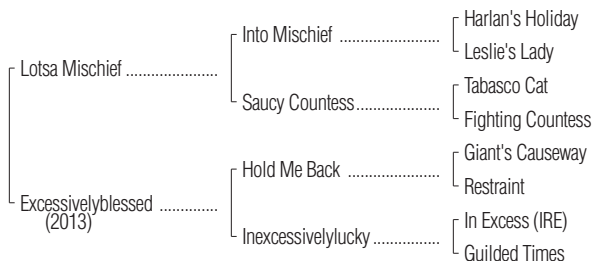 Harlan's Holiday
Into Mischief ........................
Leslie's Lady
Lotsa Mischief ......................
Tabasco Cat
Saucy Countess....................
Fighting Countess
Giant's Causeway
Hold Me Back ......................
Restraint
Excessivelyblessed ..............
(2013)
In Excess (IRE)
Inexcessivelylucky................
Guilded Times